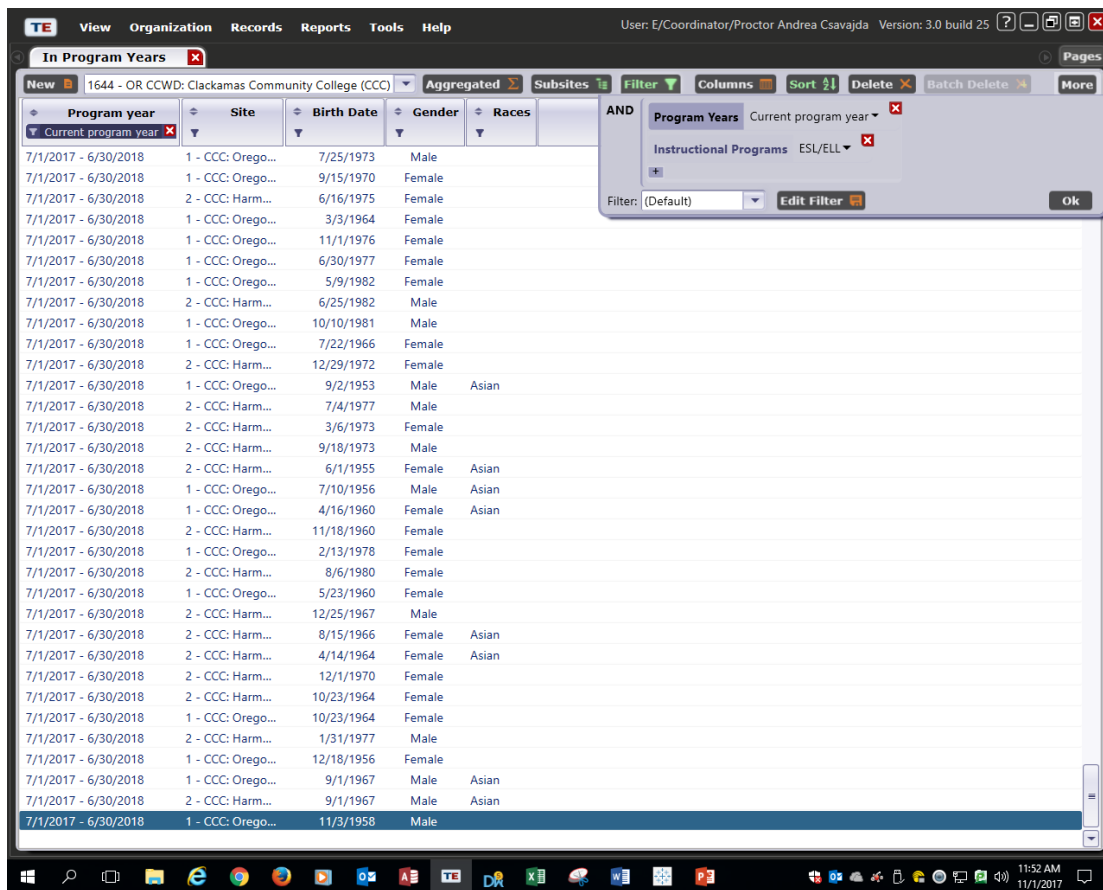 TE View Organization Records Reports Tools Help User: E/Coordinator/Proctor Andrea Csavajda Version: 3.0 build 25 ?
In Program Years Pages
New 1644 - OR CCWD: Clackamas Community College (CCC) Aggregated Subsites Filter Columns Sort Delete Batch Delete More
Program year Site Birth Date Gender Races
Current program year
AND Program Years Current program year
Instructional Programs ESL/ELL
+
Filter: (Default) Edit Filter Ok
7/1/2017 - 6/30/2018 1 - CCC: Orego... 7/25/1973 Male
7/1/2017 - 6/30/2018 1 - CCC: Orego... 9/15/1970 Female
7/1/2017 - 6/30/2018 2 - CCC: Harm... 6/16/1975 Female
7/1/2017 - 6/30/2018 1 - CCC: Orego... 3/3/1964 Female
7/1/2017 - 6/30/2018 1 - CCC: Orego... 11/1/1976 Female
7/1/2017 - 6/30/2018 1 - CCC: Orego... 6/30/1977 Female
7/1/2017 - 6/30/2018 1 - CCC: Orego... 5/9/1982 Female
7/1/2017 - 6/30/2018 2 - CCC: Harm... 6/25/1982 Male
7/1/2017 - 6/30/2018 1 - CCC: Orego... 10/10/1981 Male
7/1/2017 - 6/30/2018 1 - CCC: Orego... 7/22/1966 Female
7/1/2017 - 6/30/2018 2 - CCC: Harm... 12/29/1972 Female
7/1/2017 - 6/30/2018 1 - CCC: Orego... 9/2/1953 Male Asian
7/1/2017 - 6/30/2018 2 - CCC: Harm... 7/4/1977 Male
7/1/2017 - 6/30/2018 2 - CCC: Harm... 3/6/1973 Female
7/1/2017 - 6/30/2018 2 - CCC: Harm... 9/18/1973 Male
7/1/2017 - 6/30/2018 2 - CCC: Harm... 6/1/1955 Female Asian
7/1/2017 - 6/30/2018 1 - CCC: Orego... 7/10/1956 Male Asian
7/1/2017 - 6/30/2018 1 - CCC: Orego... 4/16/1960 Female Asian
7/1/2017 - 6/30/2018 2 - CCC: Harm... 11/18/1960 Female
7/1/2017 - 6/30/2018 1 - CCC: Orego... 2/13/1978 Female
7/1/2017 - 6/30/2018 2 - CCC: Harm... 8/6/1980 Female
7/1/2017 - 6/30/2018 1 - CCC: Orego... 5/23/1960 Female
7/1/2017 - 6/30/2018 2 - CCC: Harm... 12/25/1967 Male
7/1/2017 - 6/30/2018 2 - CCC: Harm... 8/15/1966 Female Asian
7/1/2017 - 6/30/2018 2 - CCC: Harm... 4/14/1964 Female Asian
7/1/2017 - 6/30/2018 2 - CCC: Harm... 12/1/1970 Female
7/1/2017 - 6/30/2018 2 - CCC: Harm... 10/23/1964 Female
7/1/2017 - 6/30/2018 1 - CCC: Orego... 10/23/1964 Female
7/1/2017 - 6/30/2018 2 - CCC: Harm... 1/31/1977 Male
7/1/2017 - 6/30/2018 1 - CCC: Orego... 12/18/1956 Female
7/1/2017 - 6/30/2018 1 - CCC: Orego... 9/1/1967 Male Asian
7/1/2017 - 6/30/2018 2 - CCC: Harm... 9/1/1967 Male Asian
7/1/2017 - 6/30/2018 1 - CCC: Orego... 11/3/1958 Male
TE 11:52 AM
11/1/2017